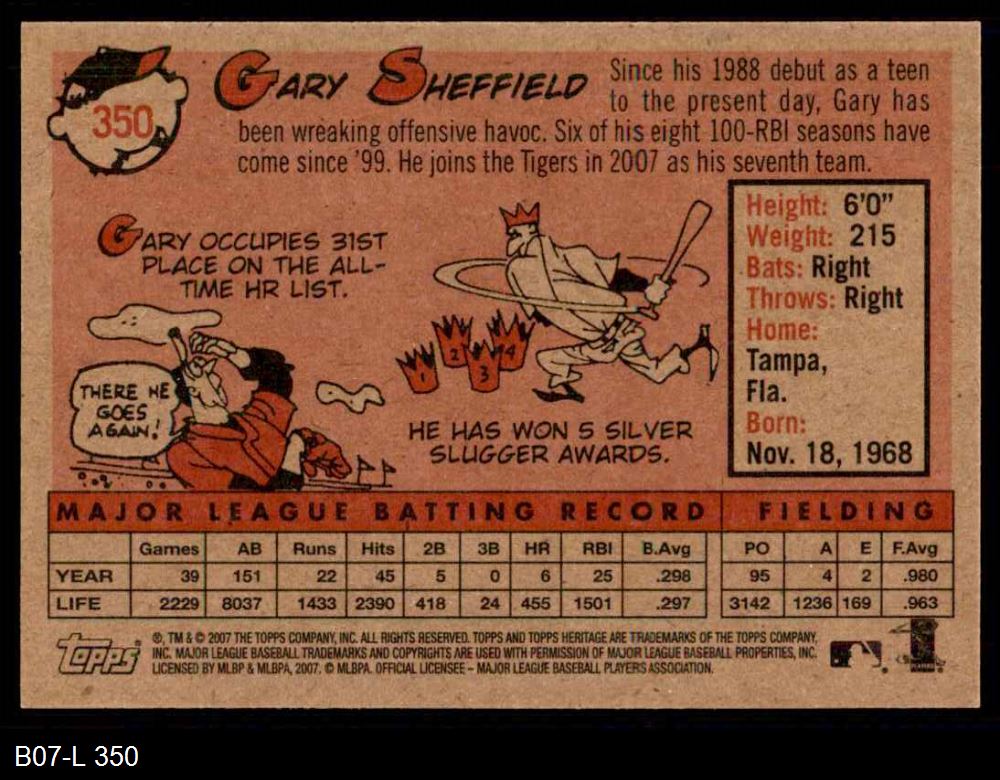 350
GARY SHEFFIELD
Since his 1988 debut as a teen
to the present day, Gary has
been wreaking offensive havoc. Six of his eight 100-RBI seasons have
come since '99. He joins the Tigers in 2007 as his seventh team.
GARY OCCUPIES 31ST
PLACE ON THE ALL-
TIME HR LIST.
THERE HE
GOES
AGAIN!
1 2 3 4
HE HAS WON 5 SILVER
SLUGGER AWARDS.
Height: 6'0"
Weight: 215
Bats: Right
Throws: Right
Home:
Tampa,
Fla.
Born:
Nov. 18, 1968
MAJOR LEAGUE BATTING RECORD FIELDING
Games AB Runs Hits 2B 3B HR RBI B.Avg PO A E F.Avg
YEAR 39 151 22 45 5 0 6 25 .298 95 4 2 .980
LIFE 2229 8037 1433 2390 418 24 455 1501 .297 3142 1236 169 .963
Topps
®, TM & © 2007 THE TOPPS COMPANY, INC. ALL RIGHTS RESERVED. TOPPS AND TOPPS HERITAGE ARE TRADEMARKS OF THE TOPPS COMPANY,
INC. MAJOR LEAGUE BASEBALL TRADEMARKS AND COPYRIGHTS ARE USED WITH PERMISSION OF MAJOR LEAGUE BASEBALL PROPERTIES, INC.
LICENSED BY MLBP & MLBPA, 2007. © MLBPA. OFFICIAL LICENSEE – MAJOR LEAGUE BASEBALL PLAYERS ASSOCIATION.
B07-L 350